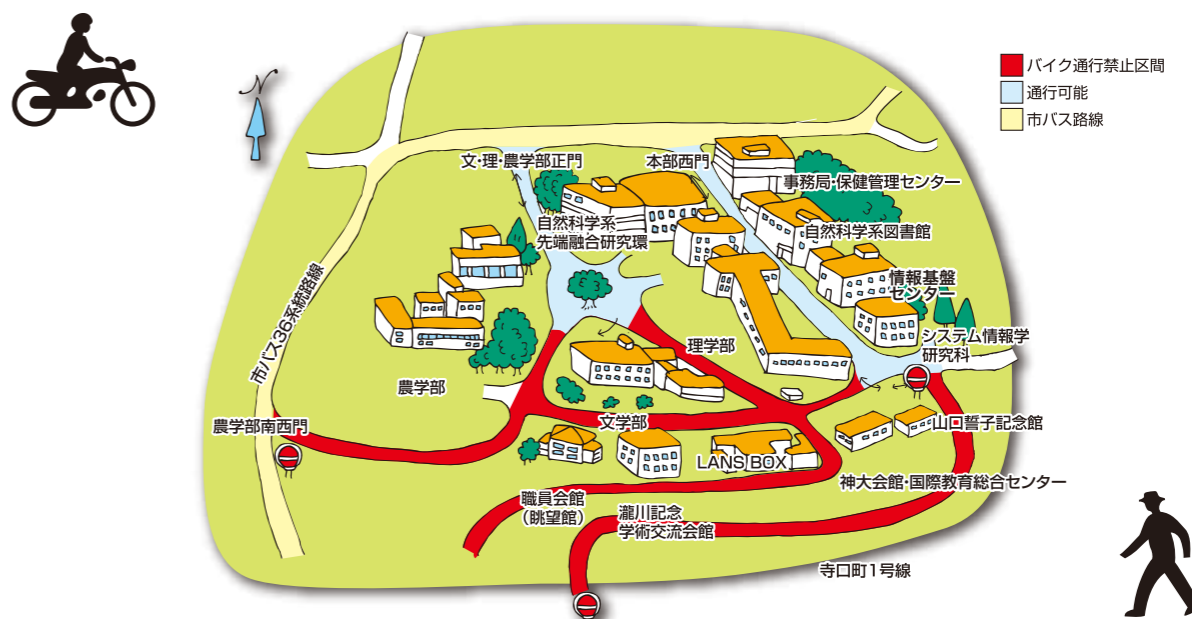 バイク通行禁止区間
通行可能
市バス路線
N
文・理・農学部正門
本部西門
事務局・保健管理センター
自然科学系
先端融合研究環
自然科学系図書館
情報基盤
センター
システム情報学
研究科
市バス36系統路線
理学部
農学部
文学部
農学部南西門
山口誓子記念館
LANS BOX
神大会館・国際教育総合センター
職員会館
(眺望館)
瀧川記念
学術交流会館
寺口町1号線